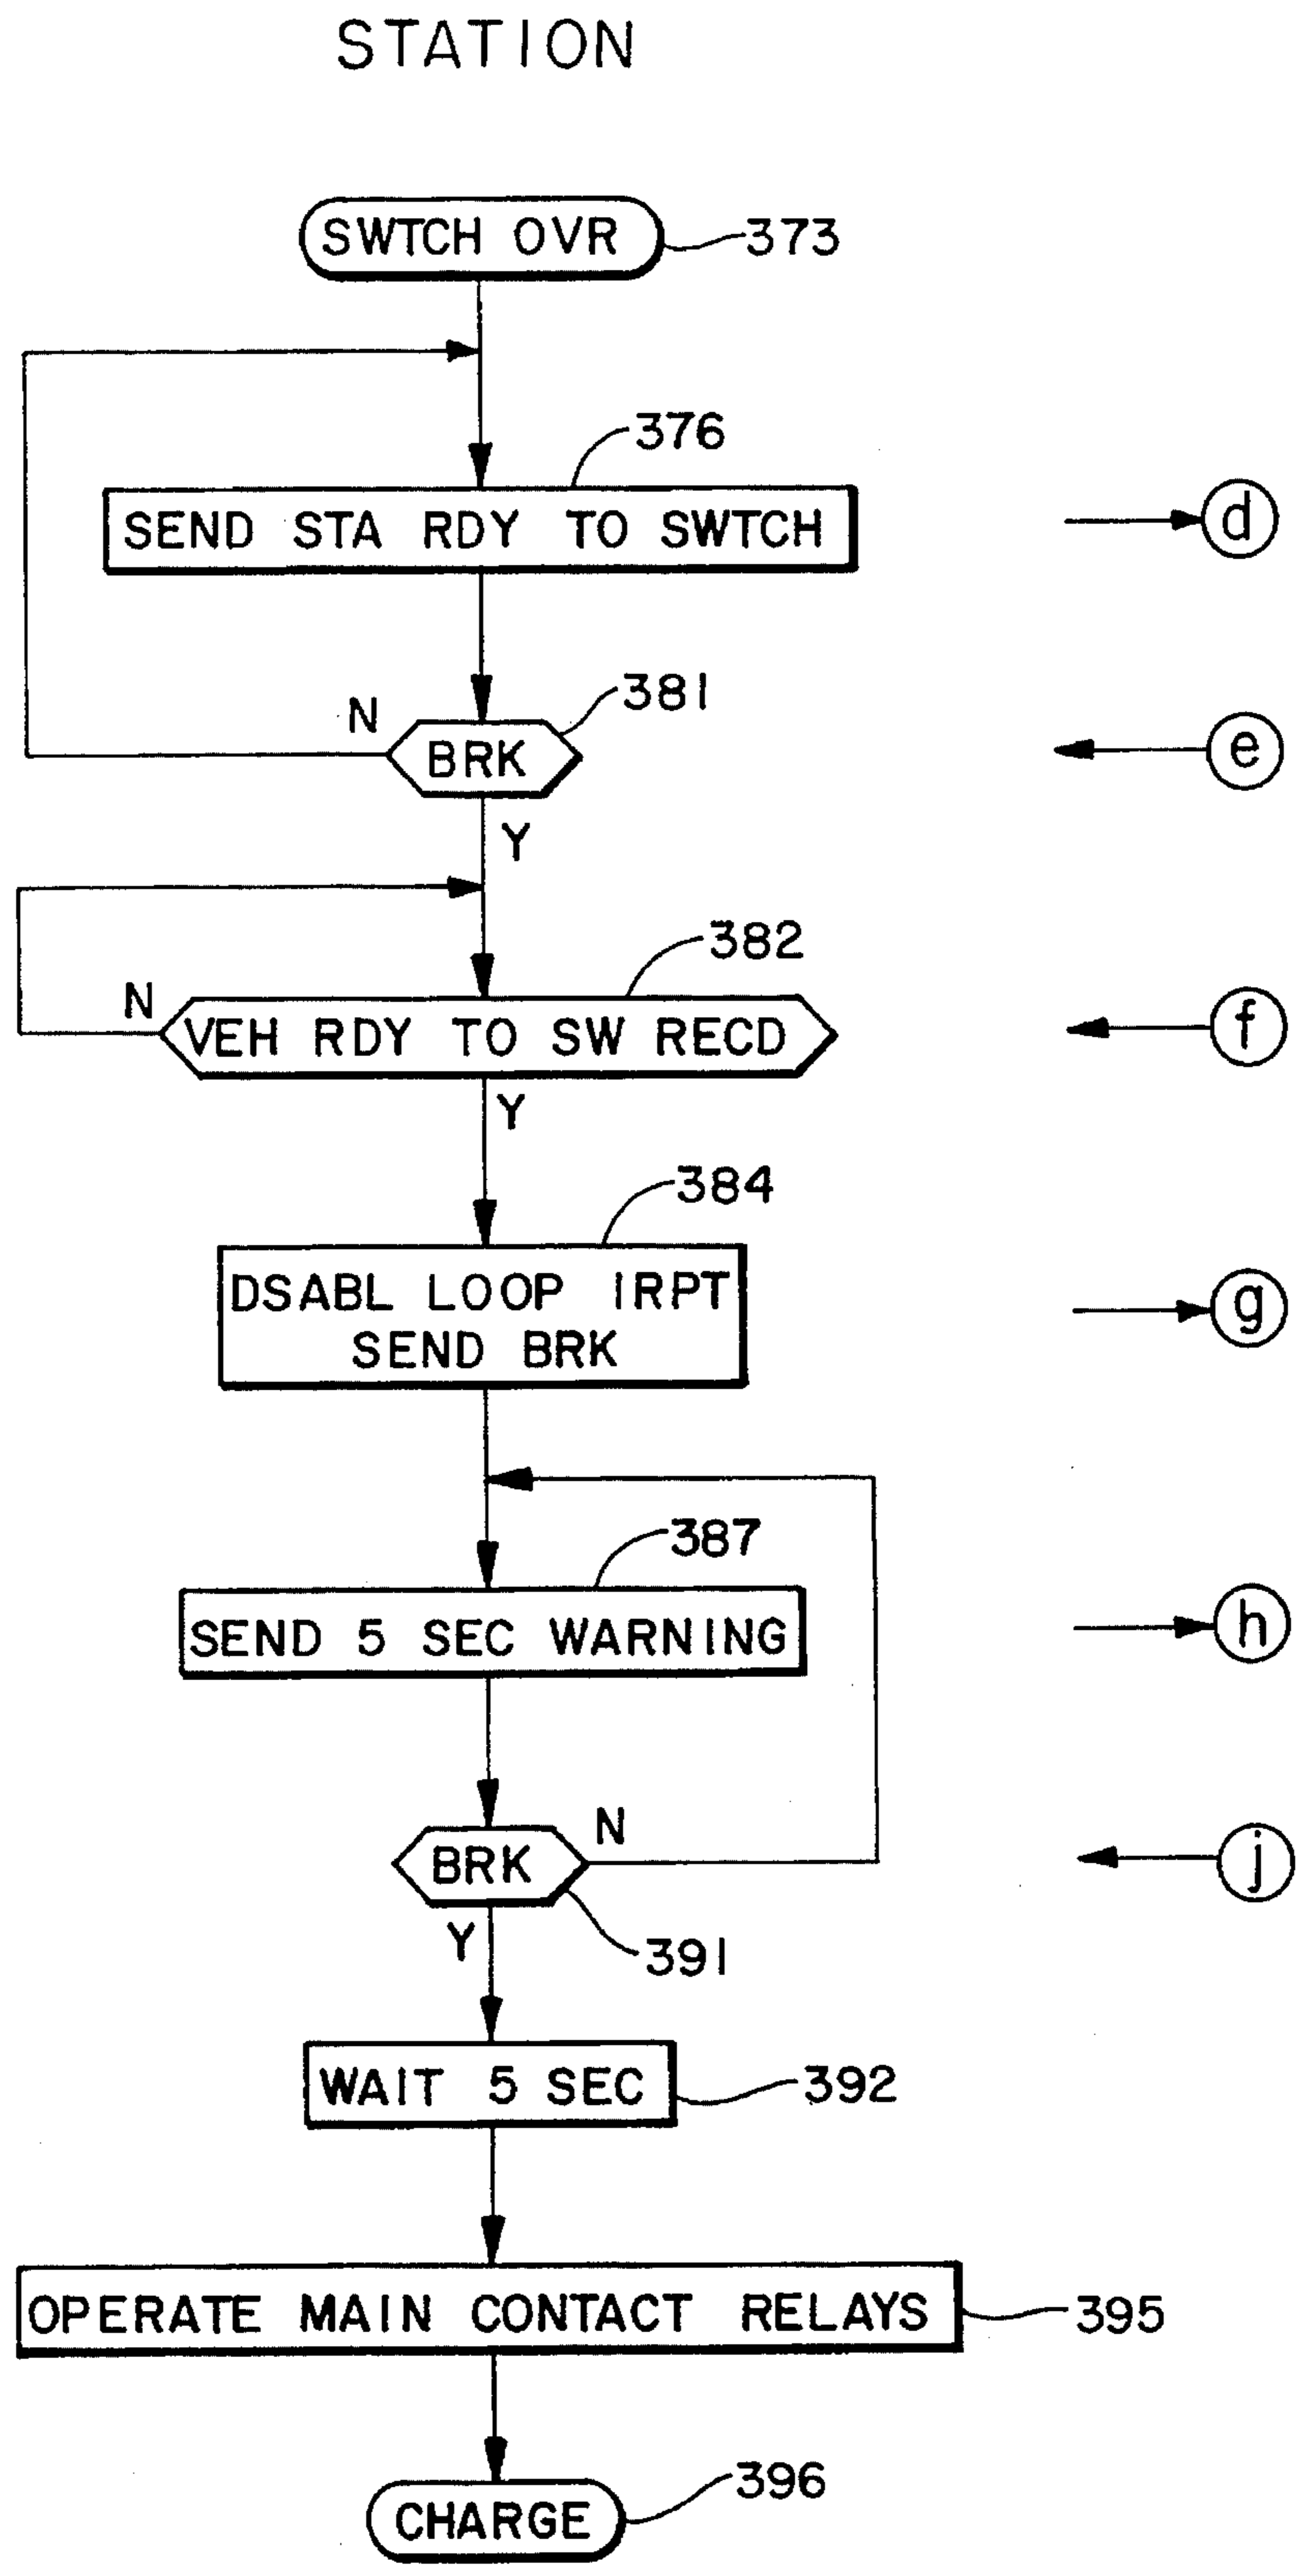 STATION
SWTCH OVR
373
376
SEND STA RDY TO SWTCH
d
381
N
BRK
e
Y
382
N
VEH RDY TO SW RECD
f
Y
384
DSABL LOOP IRPT
SEND BRK
g
387
SEND 5 SEC WARNING
h
N
BRK
j
Y
391
WAIT 5 SEC
392
OPERATE MAIN CONTACT RELAYS
395
396
CHARGE